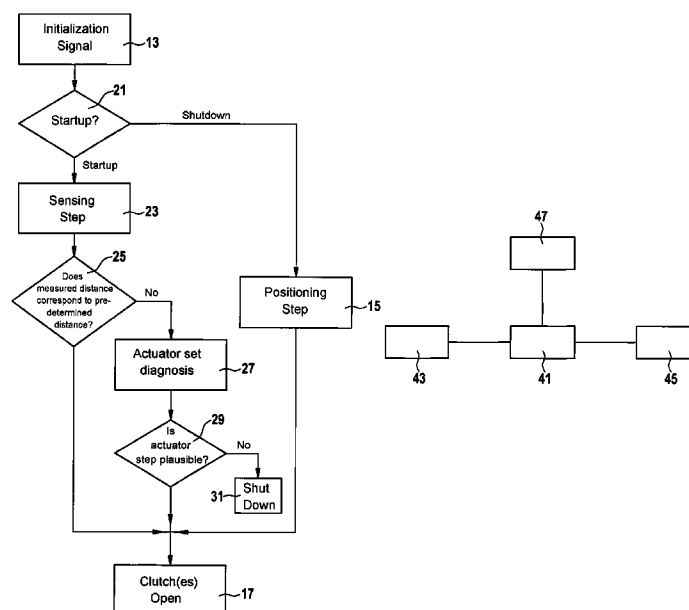 Initialization
Signal
13
21
Startup?
Shutdown
Startup
Sensing
Step
23
25
Does
measured distance
correspond to pre-
determined distance?
No
Positioning
Step
15
Actuator set
diagnosis
27
29
Is
actuator
step plausible?
No
31
Shut
Down
Clutch(es)
Open
17
47
43
41
45